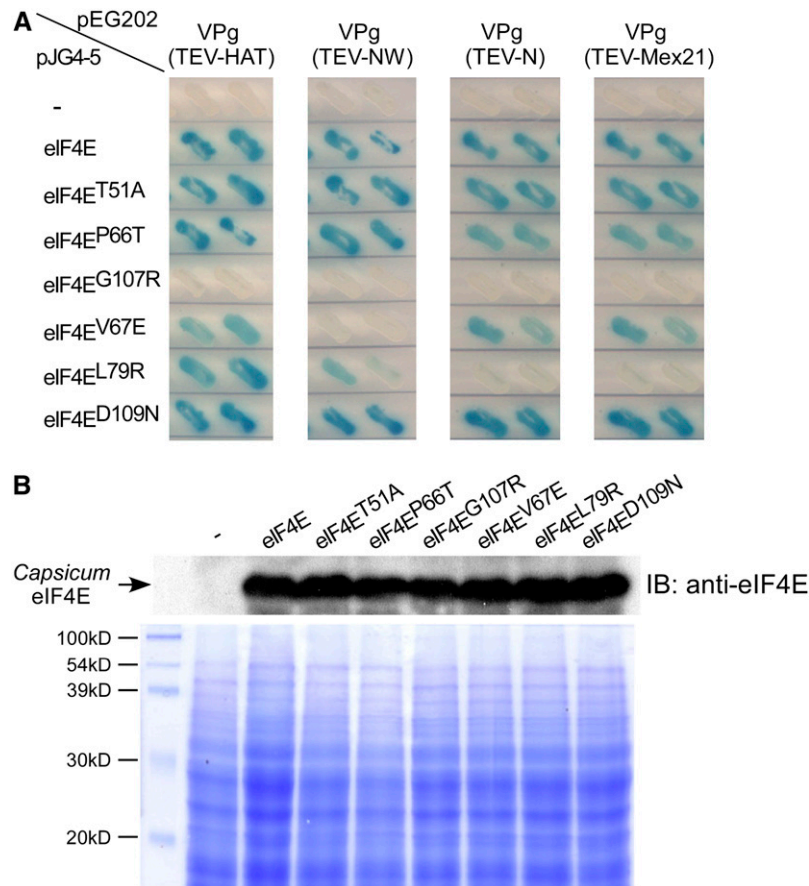 A
pEG202
pJG4-5
VPg
(TEV-HAT)
VPg
(TEV-NW)
VPg
(TEV-N)
VPg
(TEV-Mex21)
-
eIF4E
eIF4ET51A
eIF4EP66T
eIF4EG107R
eIF4EV67E
eIF4EL79R
eIF4ED109N
B
- eIF4E eIF4ET51A eIF4EP66T eIF4EG107R eIF4EV67E eIF4EL79R eIF4ED109N
Capsicum
eIF4E
IB: anti-eIF4E
100kD
54kD
39kD
30kD
20kD